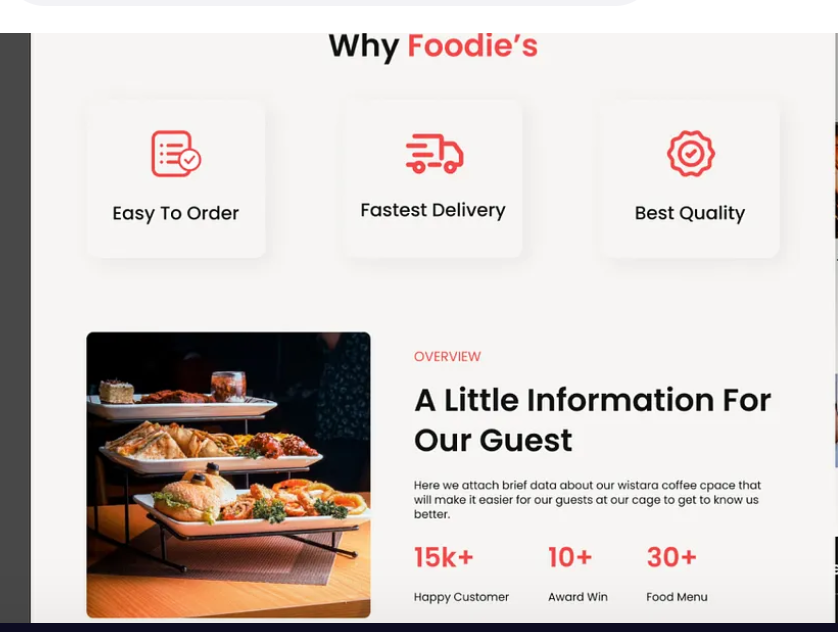 Why Foodie's
Easy To Order
Fastest Delivery
Best Quality
OVERVIEW
A Little Information For
Our Guest
Here we attach brief data about our wistara coffee cpace that
will make it easier for our guests at our cage to get to know us
better.
15k+ 10+ 30+
Happy Customer Award Win Food Menu